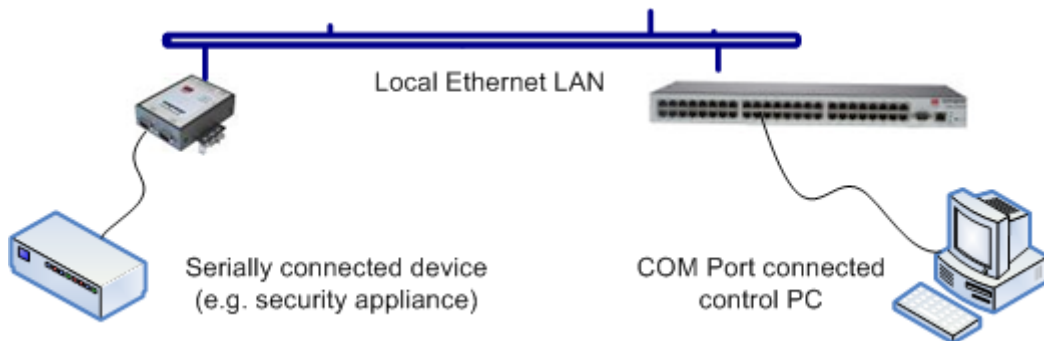 Local Ethernet LAN
Serially connected device
(e.g. security appliance)
COM Port connected
control PC